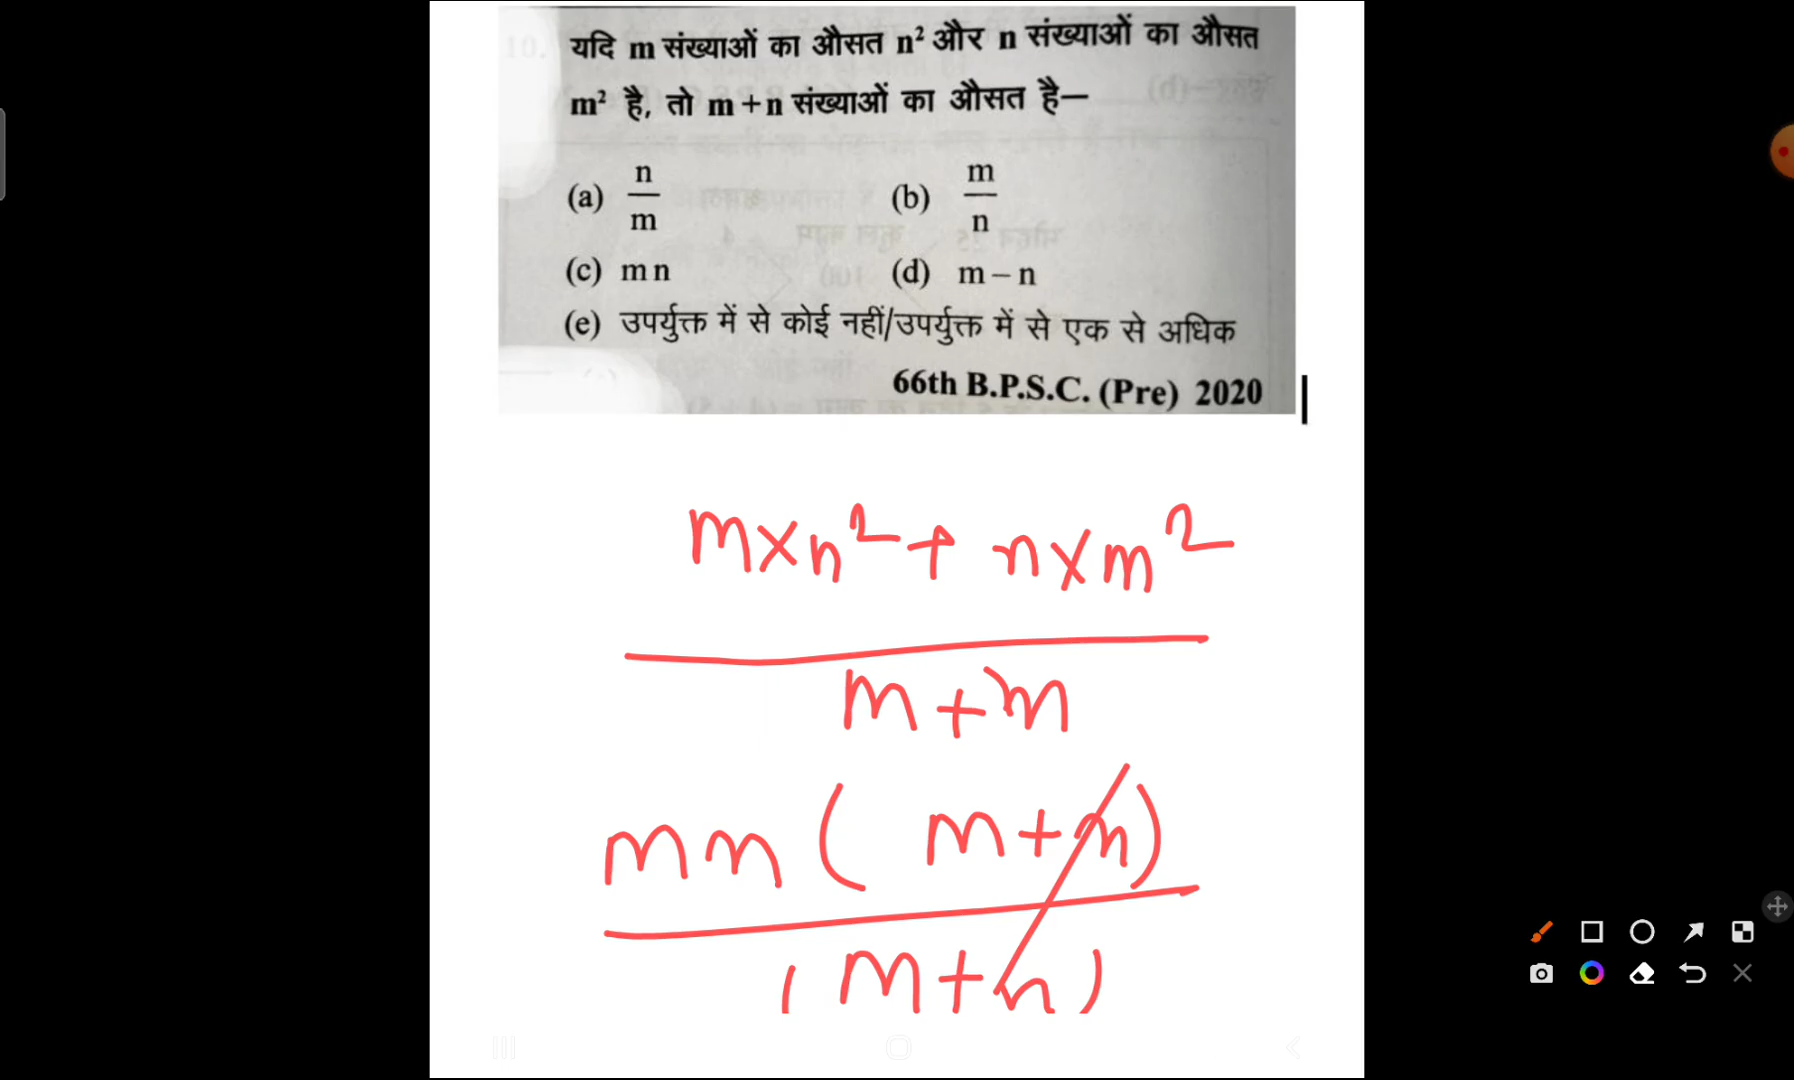 यदि m संख्याओं का औसत n² और n संख्याओं का औसत
m² है, तो m+n संख्याओं का औसत है—
(a) n/m (b) m/n
(c) mn (d) m – n
(e) उपर्युक्त में से कोई नहीं/उपर्युक्त में से एक से अधिक
66th B.P.S.C. (Pre) 2020
m×n²+ n×m²
m+n
mn( m+n)
(m+n)